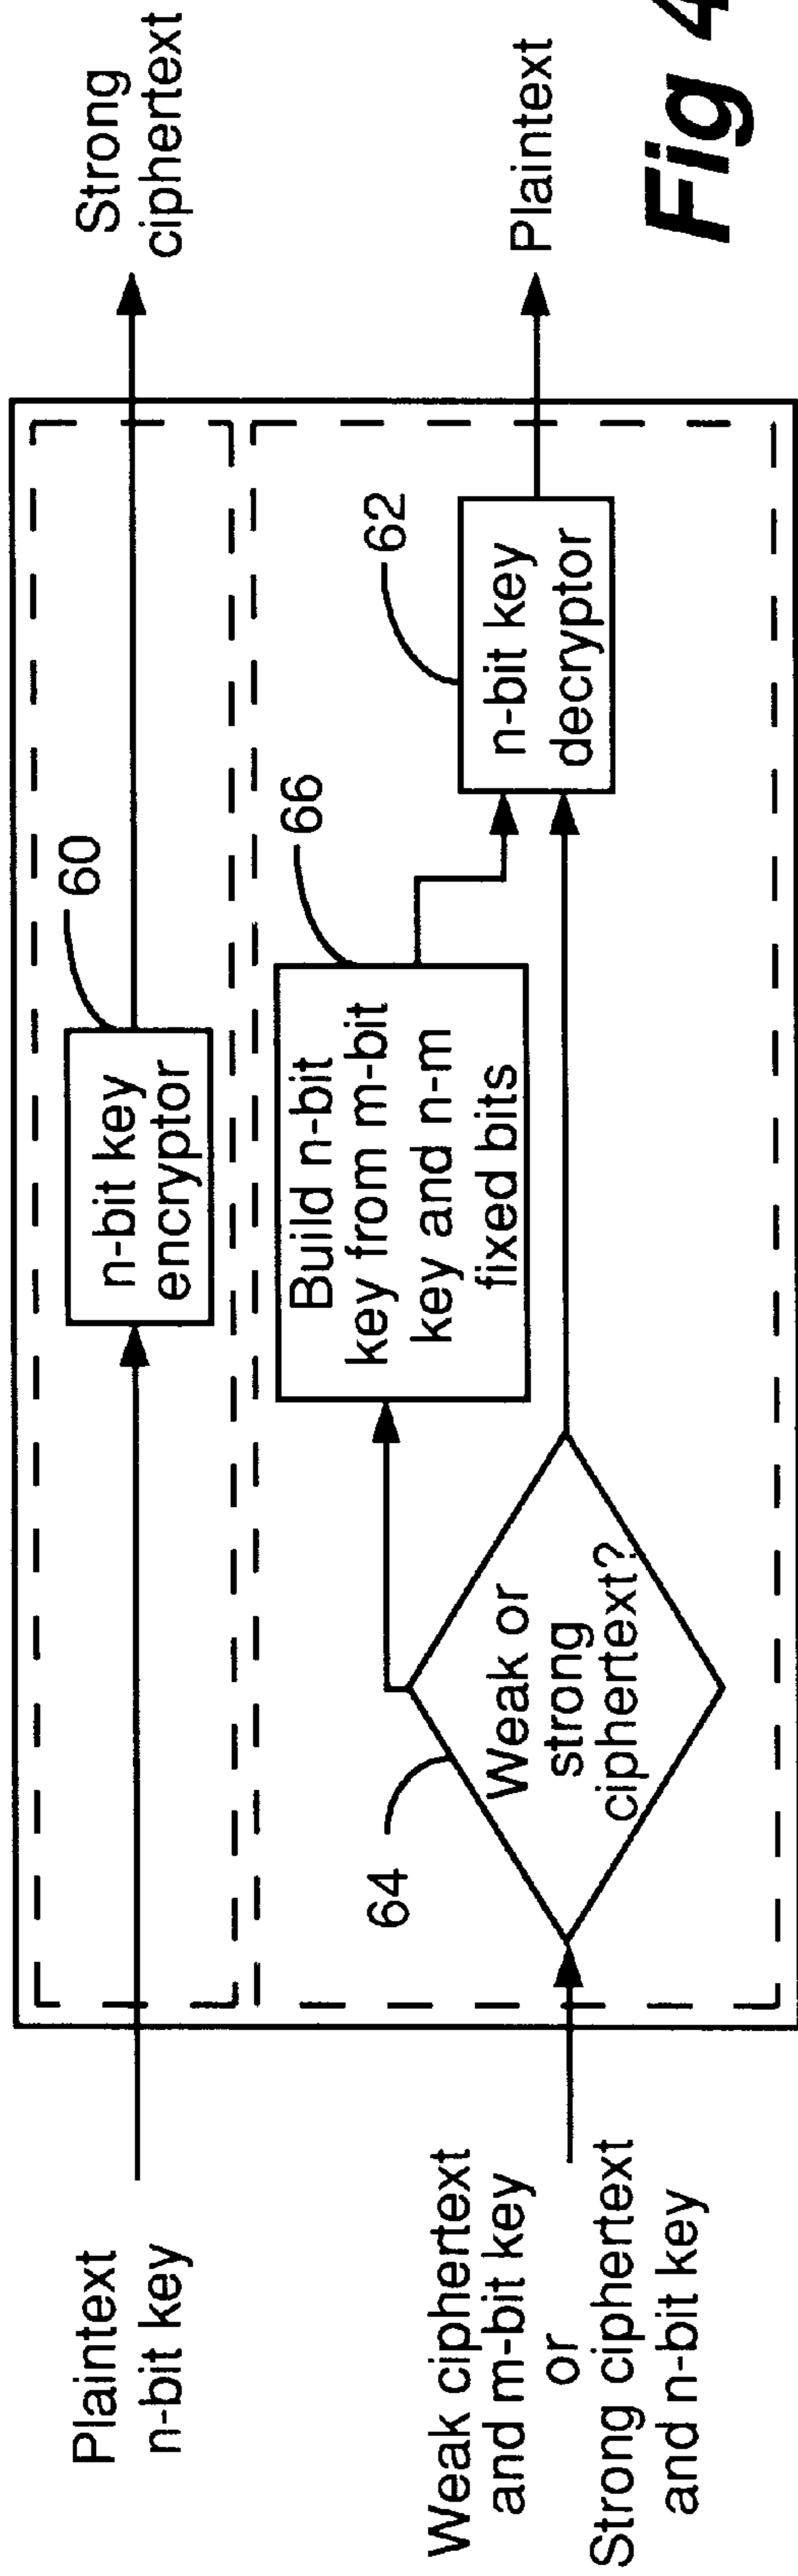 Plaintext
n-bit key
60
n-bit key
encryptor
Strong
ciphertext
Weak ciphertext
and m-bit key
or
Strong ciphertext
and n-bit key
64
Weak or
strong
ciphertext?
66
Build n-bit
key from m-bit
key and n-m
fixed bits
62
n-bit key
decryptor
Plaintext
Fig 4